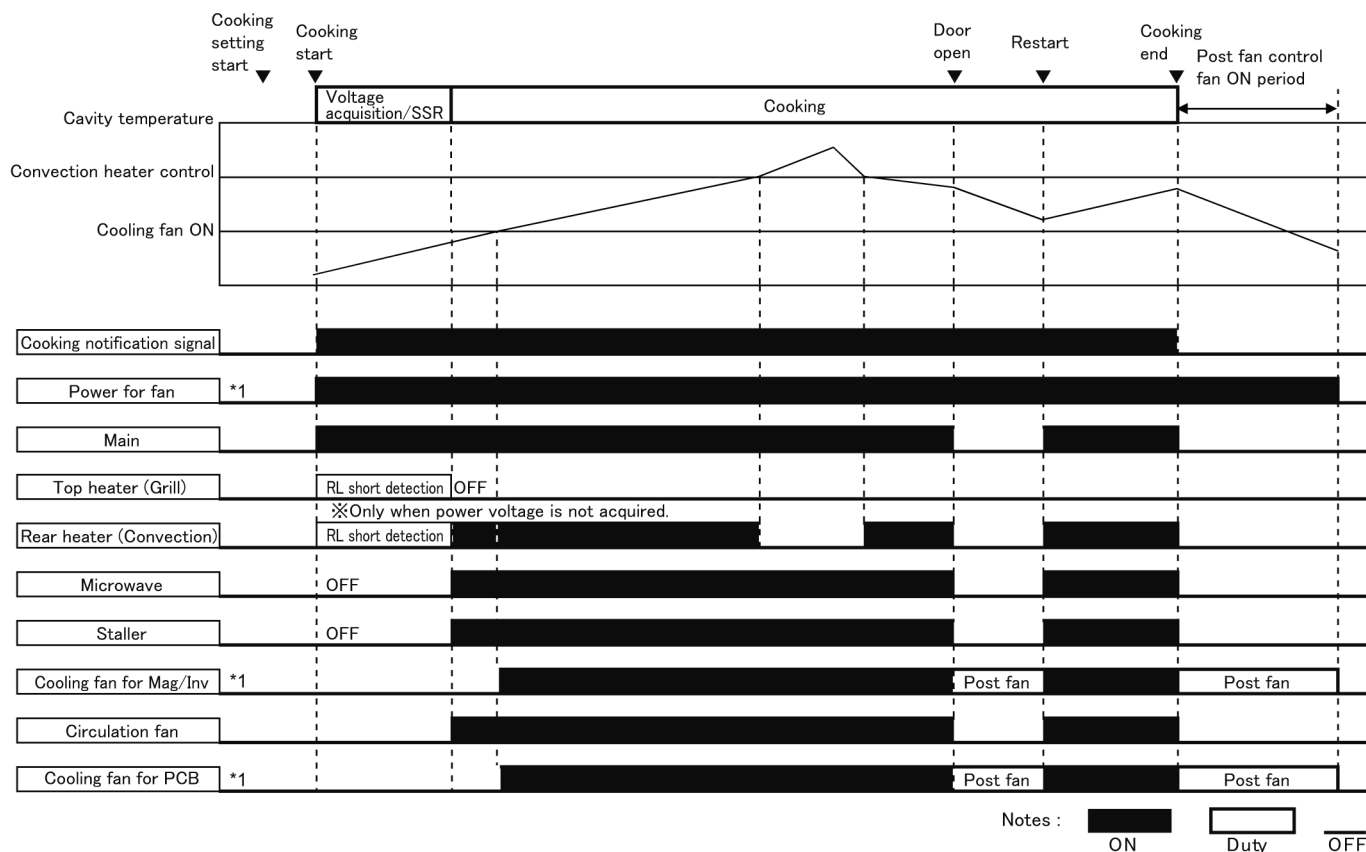 Cooking
setting
start
Cooking
start
Door
open
Restart
Cooking
end
Post fan control
fan ON period
Voltage
acquisition/SSR
Cooking
Cavity temperature
Convection heater control
Cooling fan ON
Cooking notification signal
Power for fan *1
Main
Top heater (Grill) RL short detection OFF
※Only when power voltage is not acquired.
Rear heater (Convection) RL short detection
Microwave OFF
Staller OFF
Cooling fan for Mag/Inv *1 Post fan Post fan
Circulation fan
Cooling fan for PCB *1 Post fan Post fan
Notes :
ON Duty OFF